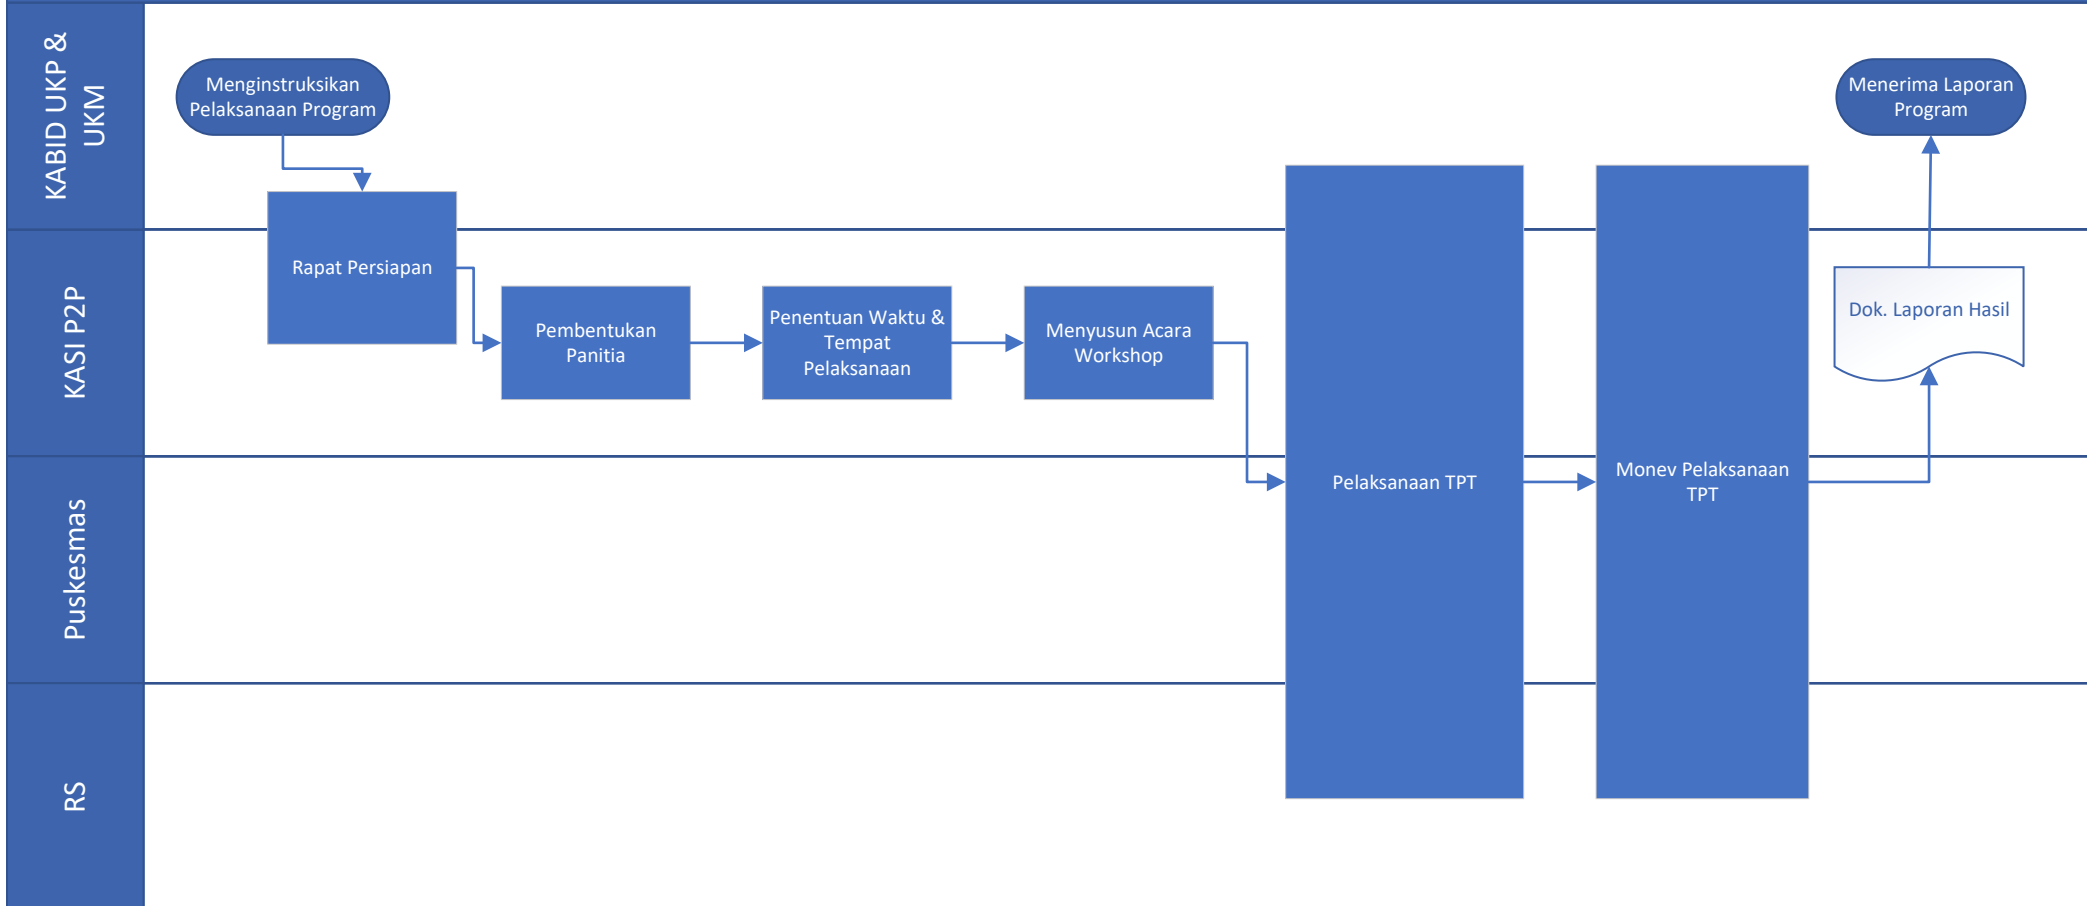 KABID UKP &
UKM
Menginstruksikan
Pelaksanaan Program
Menerima Laporan
Program
KASI P2P
Rapat Persiapan
Pembentukan
Panitia
Penentuan Waktu &
Tempat
Pelaksanaan
Menyusun Acara
Workshop
Dok. Laporan Hasil
Puskesmas
Pelaksanaan TPT
Monev Pelaksanaan
TPT
RS